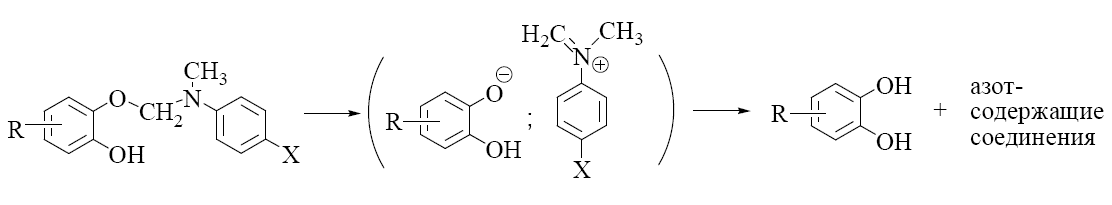 CH3
O
CH2
N
R
OH
X
H2C
CH3
N
⊕
O
⊖
R
OH
;
X
R
OH
OH
+
азот-
содержащие
соединения